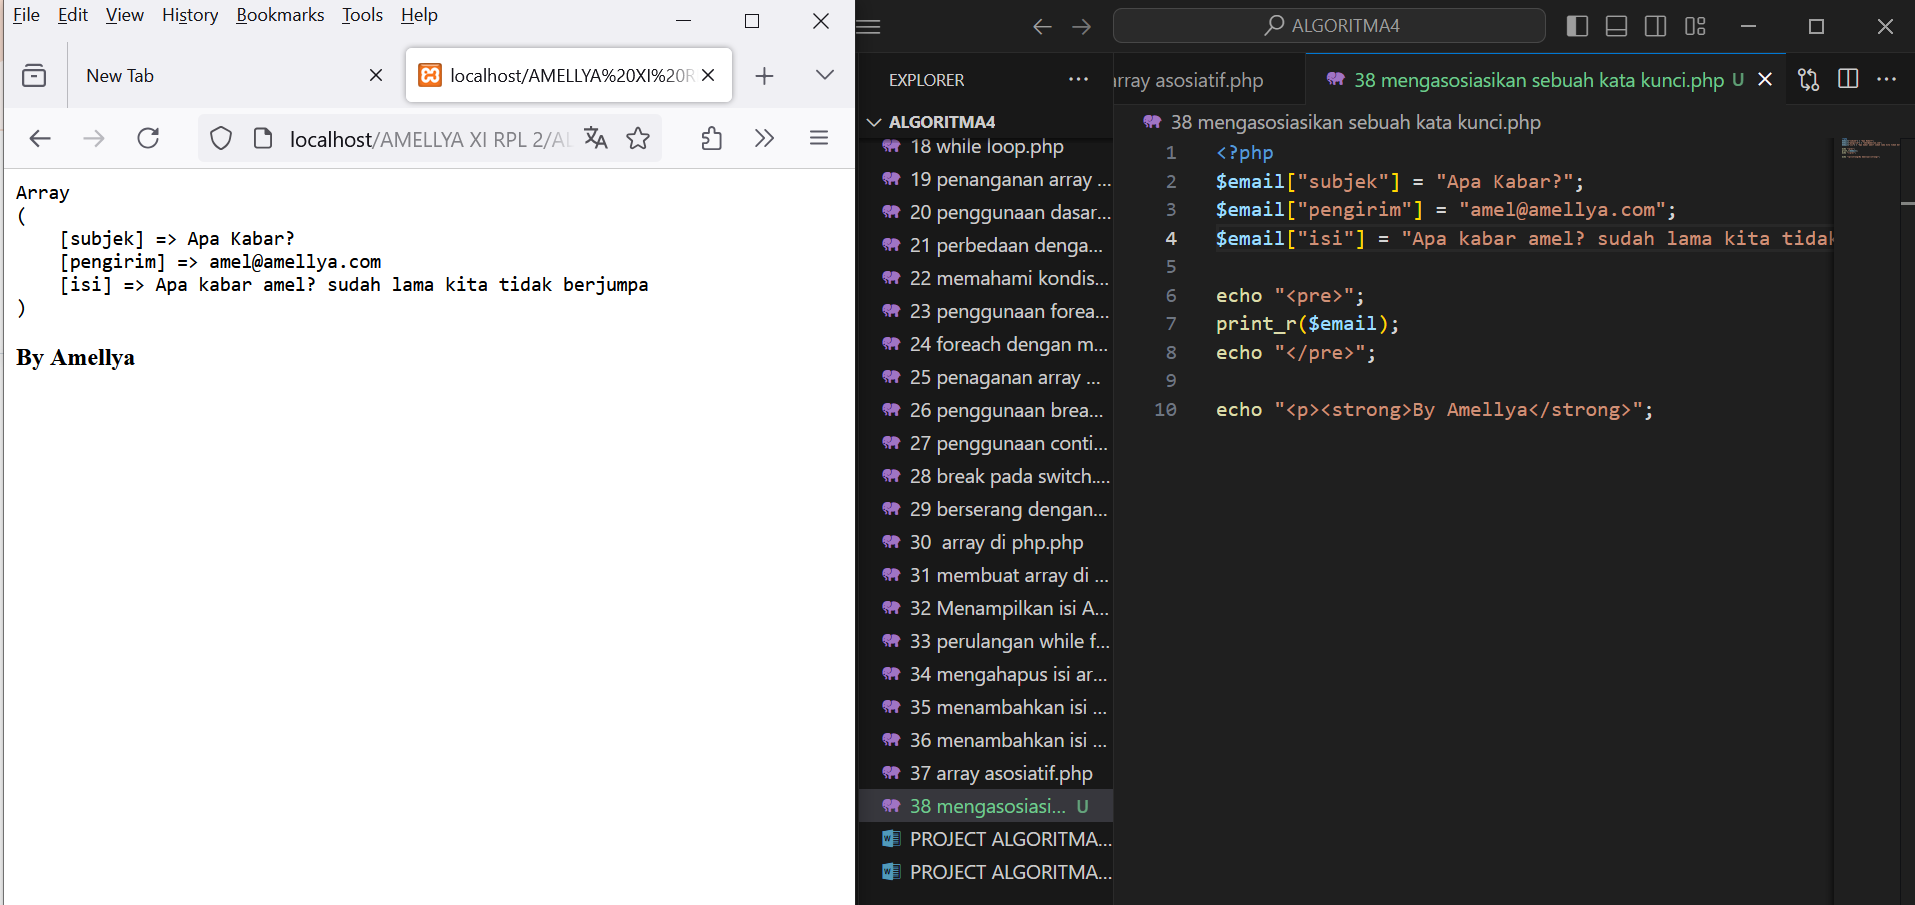 File Edit View History Bookmarks Tools Help
New Tab
localhost/AMELLYA%20XI%20R
localhost/AMELLYA XI RPL 2/AL
Array
(
[subjek] => Apa Kabar?
[pengirim] => amel@amellya.com
[isi] => Apa kabar amel? sudah lama kita tidak berjumpa
)
By Amellya
ALGORITMA4
EXPLORER
ALGORITMA4
18 while loop.php
19 penanganan array ...
20 penggunaan dasar...
21 perbedaan denga...
22 memahami kondis...
23 penggunaan forea...
24 foreach dengan m...
25 penaganan array ...
26 penggunaan brea...
27 penggunaan conti...
28 break pada switch....
29 berserang dengan...
30 array di php.php
31 membuat array di ...
32 Menampilkan isi A...
33 perulangan while f...
34 mengahapus isi ar...
35 menambahkan isi ...
36 menambahkan isi ...
37 array asosiatif.php
38 mengasosiasi... U
PROJECT ALGORITMA...
PROJECT ALGORITMA...
array asosiatif.php
38 mengasosiasikan sebuah kata kunci.php U
38 mengasosiasikan sebuah kata kunci.php
1 <?php
2 $email["subjek"] = "Apa Kabar?";
3 $email["pengirim"] = "amel@amellya.com";
4 $email["isi"] = "Apa kabar amel? sudah lama kita tidak
5
6 echo "<pre>";
7 print_r($email);
8 echo "</pre>";
9
10 echo "<p><strong>By Amellya</strong>";